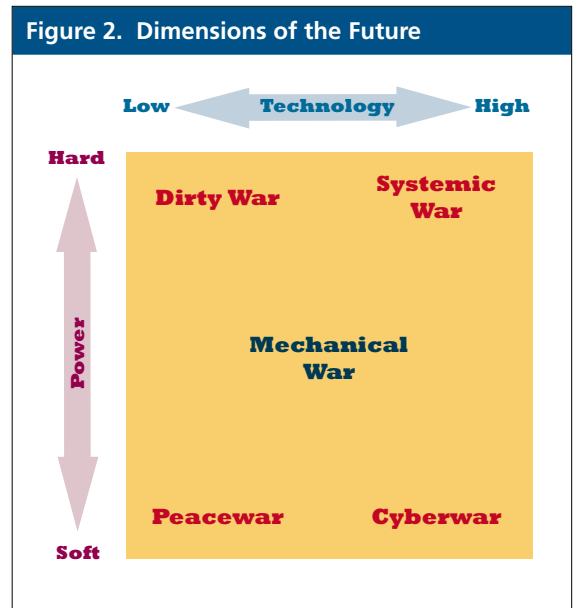 Figure 2. Dimensions of the Future
Low Technology High
Hard
Dirty War
Systemic
War
Power
Mechanical
War
Peacewar
Cyberwar
Soft